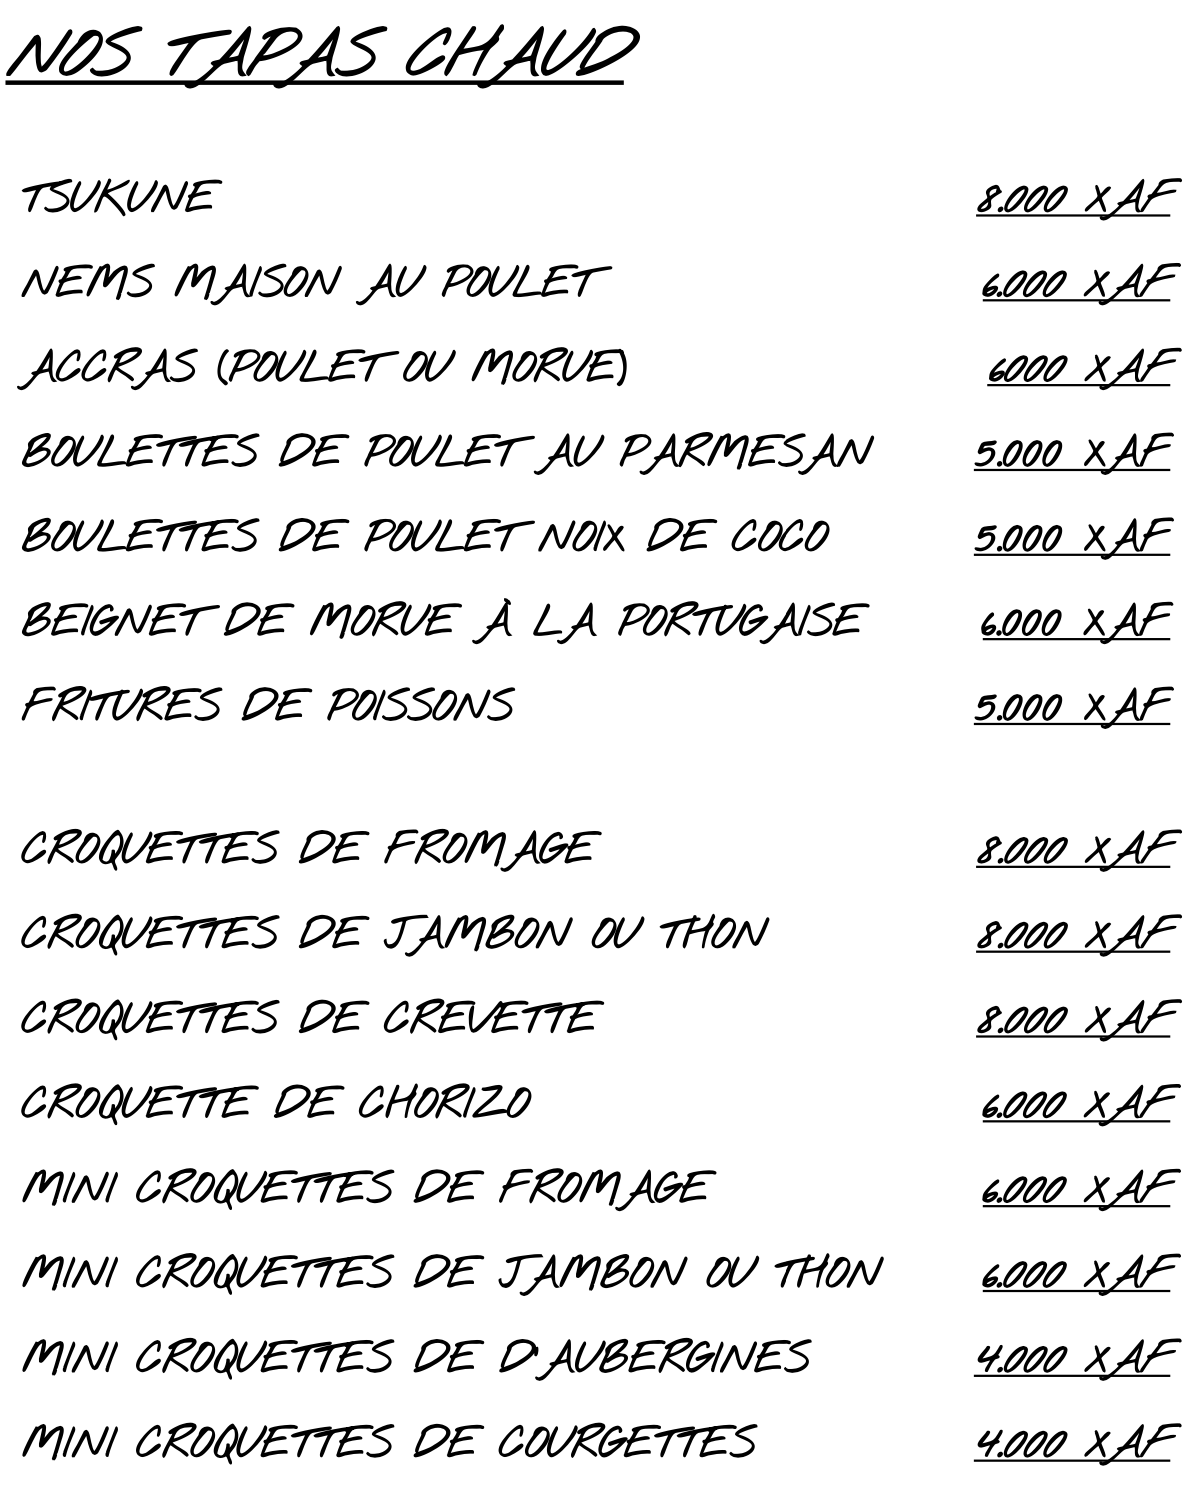 NOS TAPAS CHAUD
TSUKUNE 8.000 XAF
NEMS MAISON AU POULET 6.000 XAF
ACCRAS (POULET OU MORUE) 6000 XAF
BOULETTES DE POULET AU PARMESAN 5.000 XAF
BOULETTES DE POULET NOIX DE COCO 5.000 XAF
BEIGNET DE MORUE À LA PORTUGAISE 6.000 XAF
FRITURES DE POISSONS 5.000 XAF
CROQUETTES DE FROMAGE 8.000 XAF
CROQUETTES DE JAMBON OU THON 8.000 XAF
CROQUETTES DE CREVETTE 8.000 XAF
CROQUETTE DE CHORIZO 6.000 XAF
MINI CROQUETTES DE FROMAGE 6.000 XAF
MINI CROQUETTES DE JAMBON OU THON 6.000 XAF
MINI CROQUETTES DE D'AUBERGINES 4.000 XAF
MINI CROQUETTES DE COURGETTES 4.000 XAF